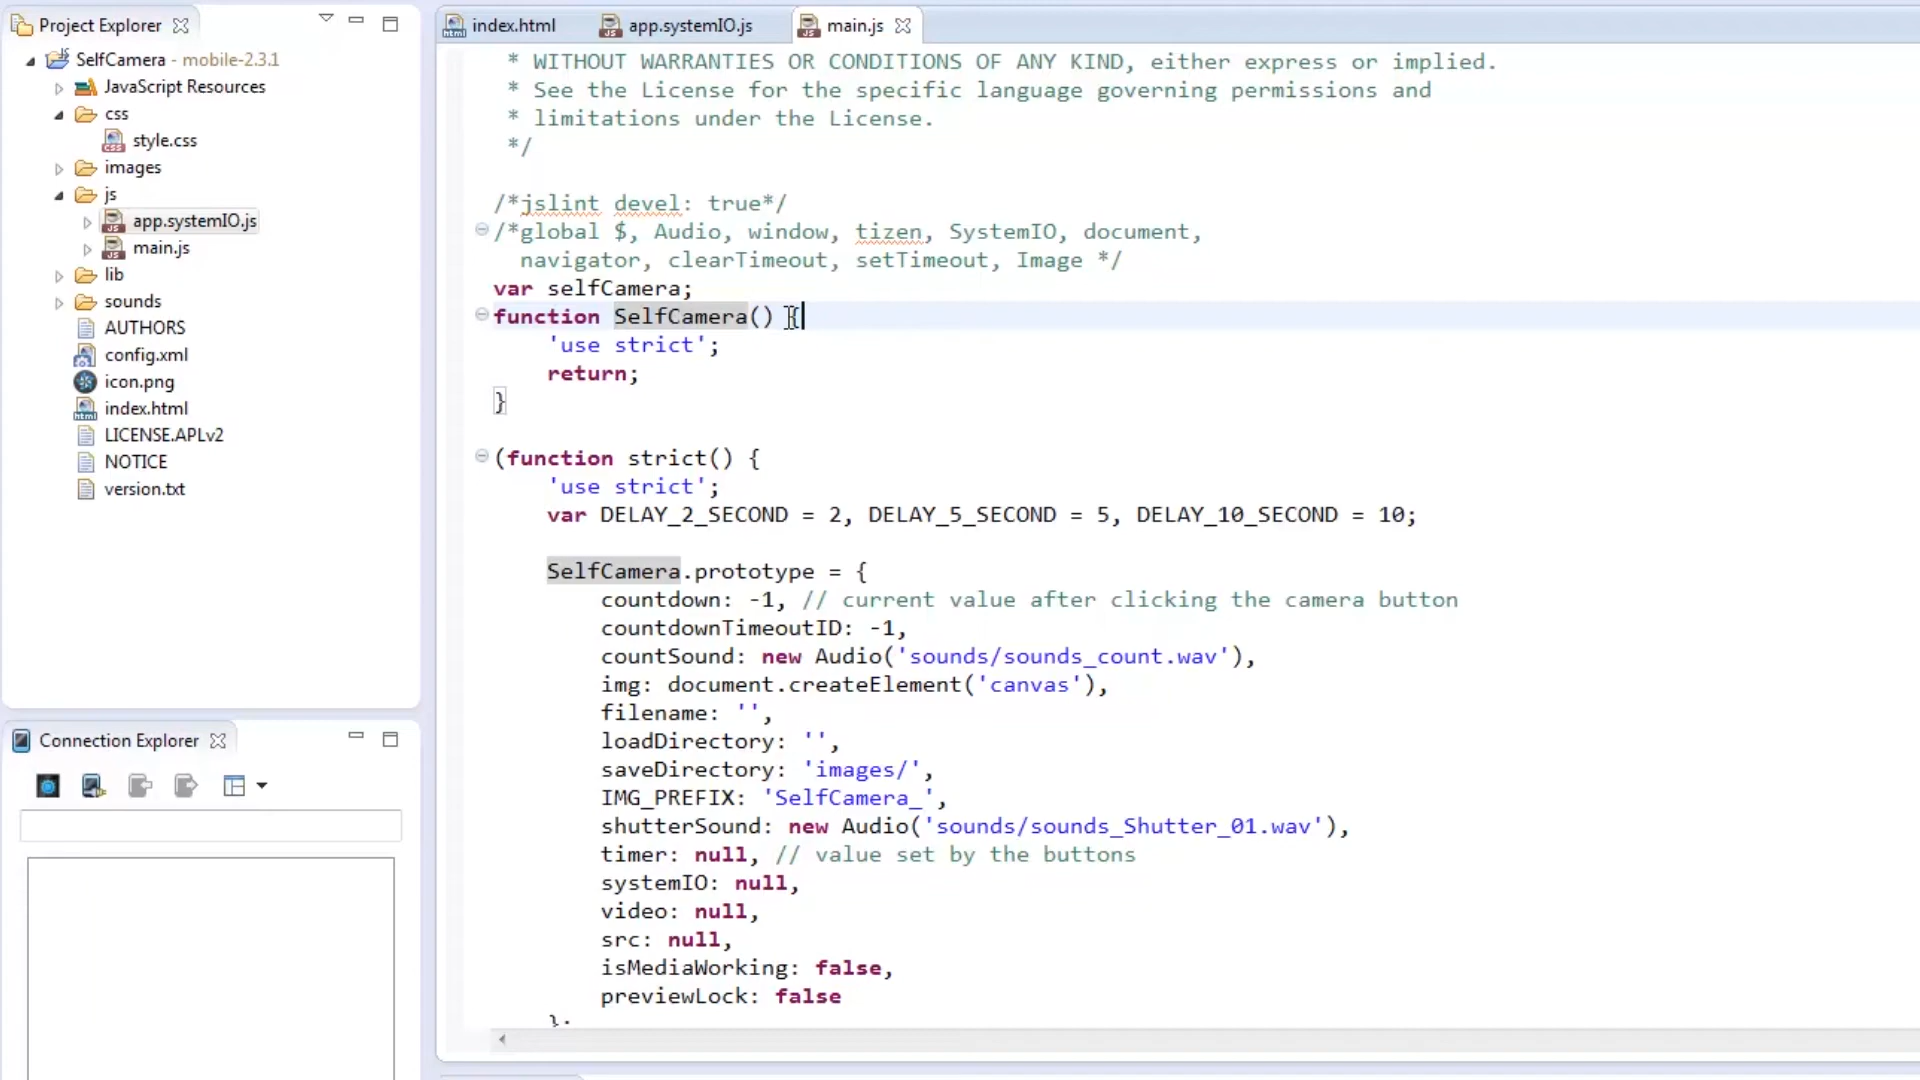 Project Explorer
SelfCamera - mobile-2.3.1
JavaScript Resources
css
style.css
images
js
app.systemIO.js
main.js
lib
sounds
AUTHORS
config.xml
icon.png
index.html
LICENSE.APLv2
NOTICE
version.txt
Connection Explorer
index.html
app.systemIO.js
main.js
* WITHOUT WARRANTIES OR CONDITIONS OF ANY KIND, either express or implied.
* See the License for the specific language governing permissions and
* limitations under the License.
*/
/*jslint devel: true*/
/*global $, Audio, window, tizen, SystemIO, document,
navigator, clearTimeout, setTimeout, Image */
var selfCamera;
function SelfCamera() {
'use strict';
return;
}
(function strict() {
'use strict';
var DELAY_2_SECOND = 2, DELAY_5_SECOND = 5, DELAY_10_SECOND = 10;
SelfCamera.prototype = {
countdown: -1, // current value after clicking the camera button
countdownTimeoutID: -1,
countSound: new Audio('sounds/sounds_count.wav'),
img: document.createElement('canvas'),
filename: '',
loadDirectory: '',
saveDirectory: 'images/',
IMG_PREFIX: 'SelfCamera_',
shutterSound: new Audio('sounds/sounds_Shutter_01.wav'),
timer: null, // value set by the buttons
systemIO: null,
video: null,
src: null,
isMediaWorking: false,
previewLock: false
};